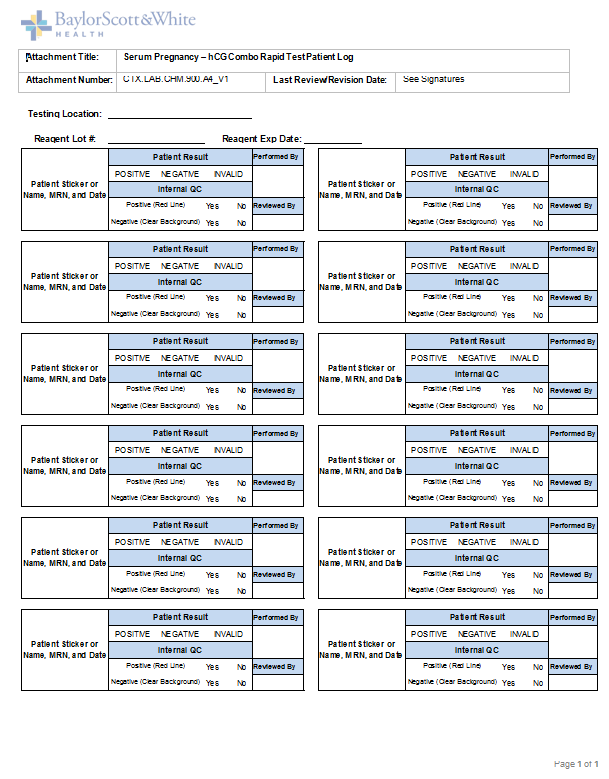 BaylorScott&White
HEALTH
Attachment Title: Serum Pregnancy – hCG Combo Rapid Test Patient Log
Attachment Number: CTX.LAB.CHM.900.A4_V1 Last Review/Revision Date: See Signatures
Testing Location:
Reagent Lot #: Reagent Exp Date:
Patient Result Performed By Patient Result Performed By
POSITIVE NEGATIVE INVALID POSITIVE NEGATIVE INVALID
Patient Sticker or Name, MRN, and Date Internal QC Patient Sticker or Name, MRN, and Date Internal QC
Positive (Red Line) Yes No Reviewed By Positive (Red Line) Yes No Reviewed By
Negative (Clear Background) Yes No Negative (Clear Background) Yes No
Patient Result Performed By Patient Result Performed By
POSITIVE NEGATIVE INVALID POSITIVE NEGATIVE INVALID
Patient Sticker or Name, MRN, and Date Internal QC Patient Sticker or Name, MRN, and Date Internal QC
Positive (Red Line) Yes No Reviewed By Positive (Red Line) Yes No Reviewed By
Negative (Clear Background) Yes No Negative (Clear Background) Yes No
Patient Result Performed By Patient Result Performed By
POSITIVE NEGATIVE INVALID POSITIVE NEGATIVE INVALID
Patient Sticker or Name, MRN, and Date Internal QC Patient Sticker or Name, MRN, and Date Internal QC
Positive (Red Line) Yes No Reviewed By Positive (Red Line) Yes No Reviewed By
Negative (Clear Background) Yes No Negative (Clear Background) Yes No
Patient Result Performed By Patient Result Performed By
POSITIVE NEGATIVE INVALID POSITIVE NEGATIVE INVALID
Patient Sticker or Name, MRN, and Date Internal QC Patient Sticker or Name, MRN, and Date Internal QC
Positive (Red Line) Yes No Reviewed By Positive (Red Line) Yes No Reviewed By
Negative (Clear Background) Yes No Negative (Clear Background) Yes No
Patient Result Performed By Patient Result Performed By
POSITIVE NEGATIVE INVALID POSITIVE NEGATIVE INVALID
Patient Sticker or Name, MRN, and Date Internal QC Patient Sticker or Name, MRN, and Date Internal QC
Positive (Red Line) Yes No Reviewed By Positive (Red Line) Yes No Reviewed By
Negative (Clear Background) Yes No Negative (Clear Background) Yes No
Patient Result Performed By Patient Result Performed By
POSITIVE NEGATIVE INVALID POSITIVE NEGATIVE INVALID
Patient Sticker or Name, MRN, and Date Internal QC Patient Sticker or Name, MRN, and Date Internal QC
Positive (Red Line) Yes No Reviewed By Positive (Red Line) Yes No Reviewed By
Negative (Clear Background) Yes No Negative (Clear Background) Yes No
Page 1 of 1